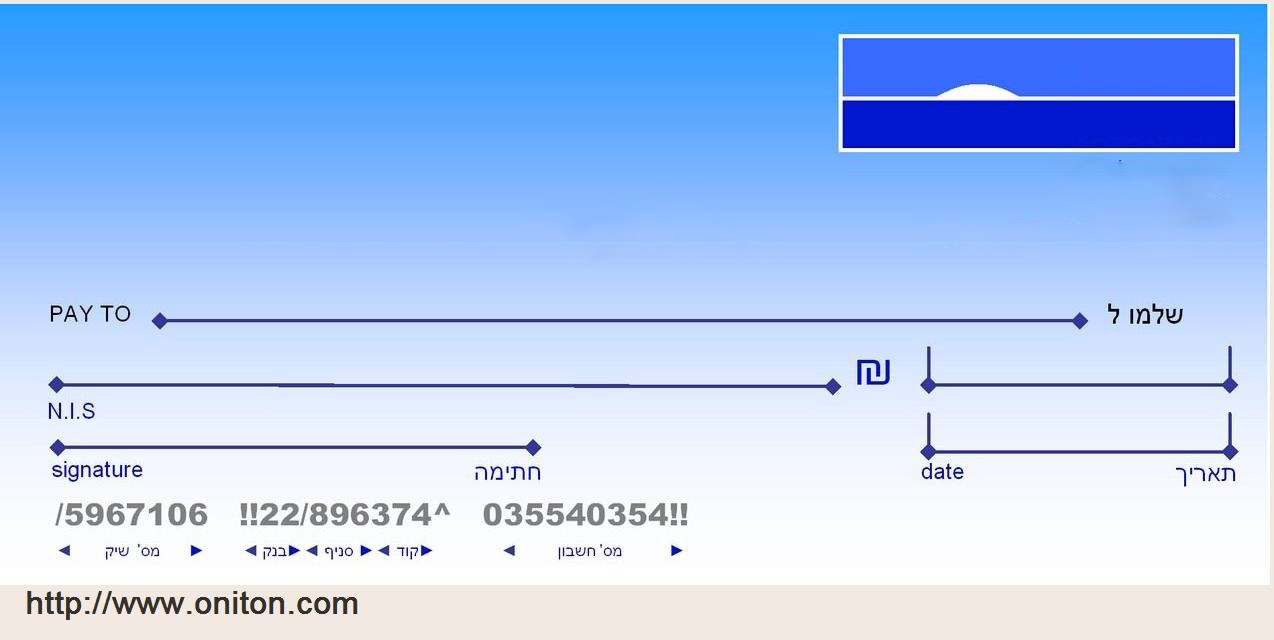 PAY TO שלמו ל
₪
N.I.S
signature חתימה date תאריך
/5967106 !!22/896374^ 035540354!!
◄ מס' שיק ► ◄ בנק ► ◄ סניף ► ◄ קוד ► ◄ מס' חשבון ►
http://www.oniton.com